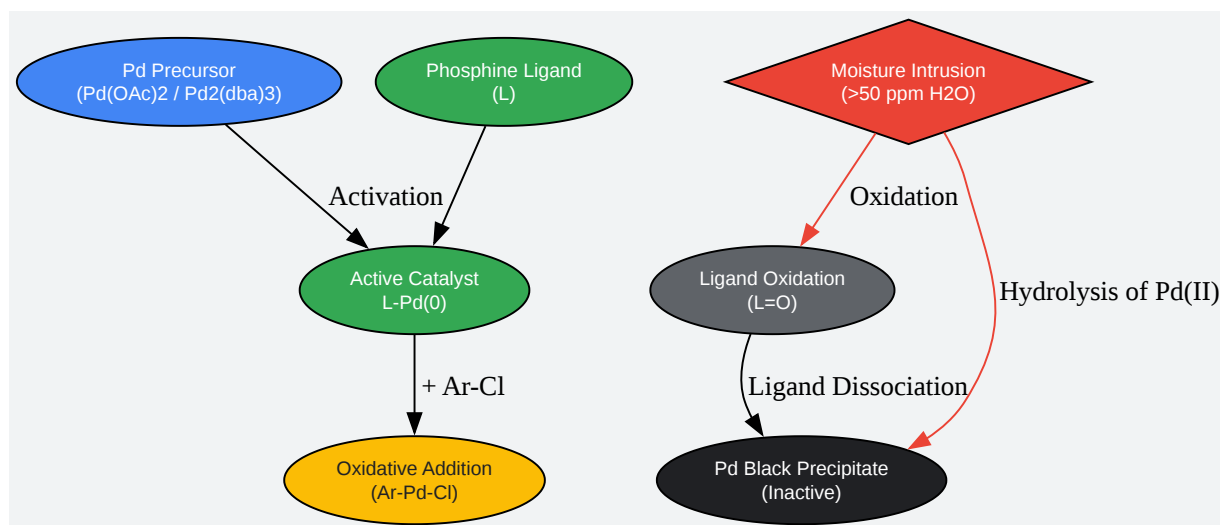 Pd Precursor
(Pd(OAc)2 / Pd2(dba)3)
Phosphine Ligand
(L)
Moisture Intrusion
(>50 ppm H2O)
Activation
Oxidation
Active Catalyst
L-Pd(0)
Ligand Oxidation
(L=O)
Hydrolysis of Pd(II)
+ Ar-Cl
Ligand Dissociation
Oxidative Addition
(Ar-Pd-Cl)
Pd Black Precipitate
(Inactive)